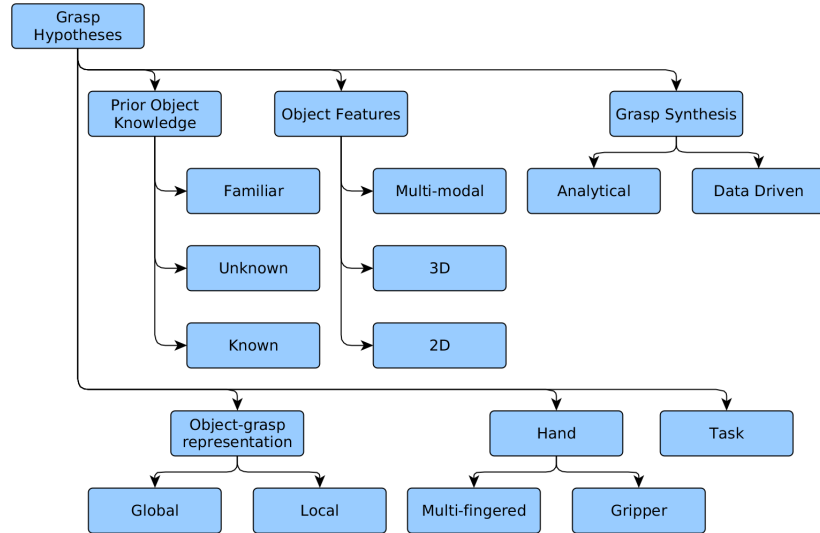 Grasp
Hypotheses
Prior Object
Knowledge
Object Features
Grasp Synthesis
Familiar
Multi-modal
Analytical
Data Driven
Unknown
3D
Known
2D
Object-grasp
representation
Hand
Task
Global
Local
Multi-fingered
Gripper